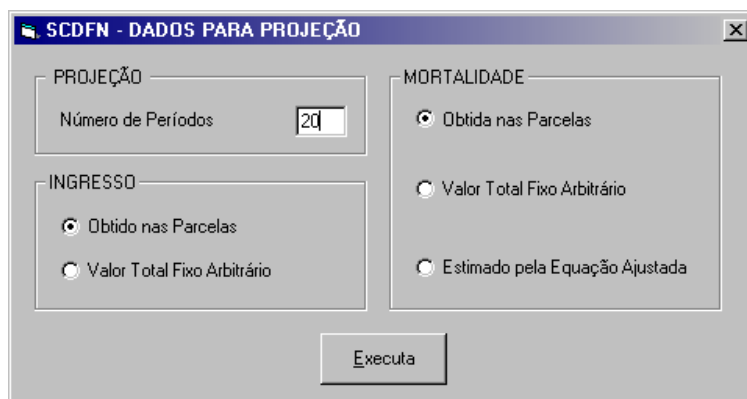 SCDFN - DADOS PARA PROJEÇÃO
PROJEÇÃO
Número de Períodos 20
INGRESSO
Obtido nas Parcelas
Valor Total Fixo Arbitrário
MORTALIDADE
Obtida nas Parcelas
Valor Total Fixo Arbitrário
Estimado pela Equação Ajustada
Executa